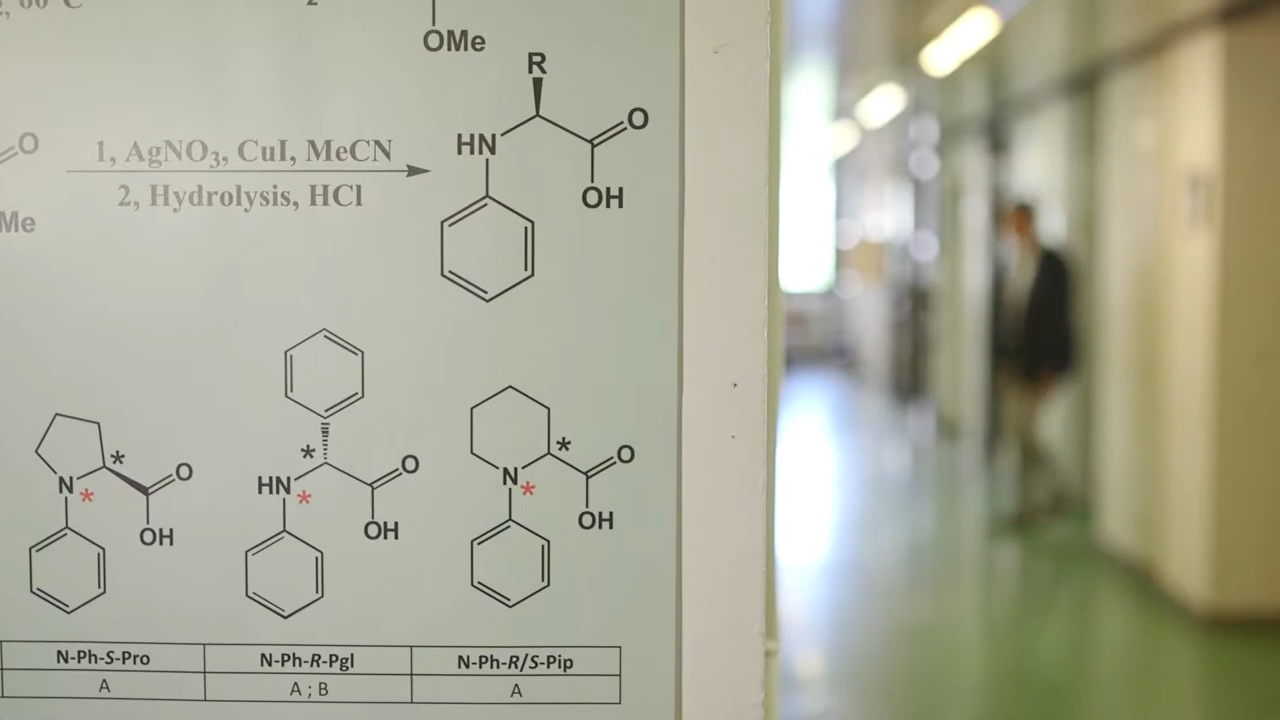 OMe
R
HN
O
OH
O
1, AgNO₃, CuI, MeCN
2, Hydrolysis, HCl
Me
N
*
*
O
OH
HN
*
*
O
OH
N
*
*
O
OH
N-Ph-S-Pro N-Ph-R-Pgl N-Ph-R/S-Pip
A A ; B A